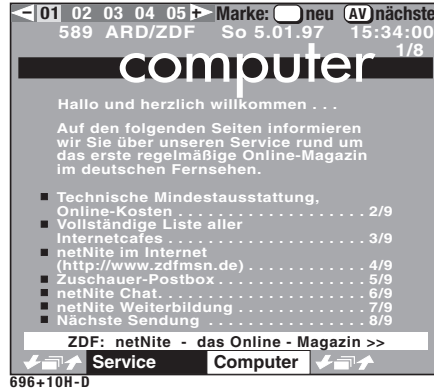 01 02 03 04 05 + Marke: neu AV nächste
589 ARD/ZDF So 5.01.97 15:34:00
1/8
computer
Hallo und herzlich willkommen . . .
Auf den folgenden Seiten informieren
wir Sie über unseren Service rund um
das erste regelmäßige Online-Magazin
im deutschen Fernsehen.
Technische Mindestausstattung,
Online-Kosten . . . . . . . . . . . . . . . . . . . 2/9
Vollständige Liste aller
Internetcafes . . . . . . . . . . . . . . . . . . . 3/9
netNite im Internet
(http://www.zdfmsn.de) . . . . . . . . . . . . 4/9
Zuschauer-Postbox . . . . . . . . . . . . . . 5/9
netNite Chat. . . . . . . . . . . . . . . . . . . . 6/9
netNite Weiterbildung . . . . . . . . . . . . 7/9
Nächste Sendung . . . . . . . . . . . . . . . 8/9
ZDF: netNite - das Online - Magazin >>
Service Computer
696+10H-D